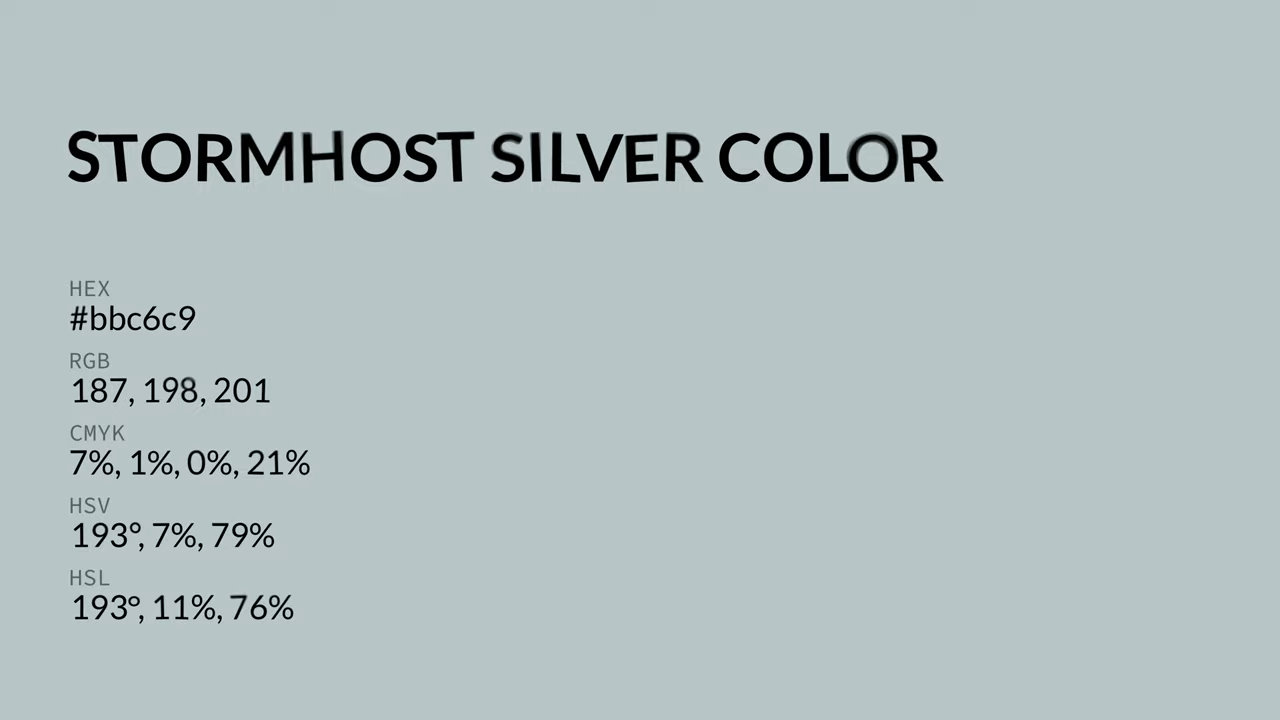 STORMHOST SILVER COLOR
HEX
#bbc6c9
RGB
187, 198, 201
CMYK
7%, 1%, 0%, 21%
HSV
193°, 7%, 79%
HSL
193°, 11%, 76%